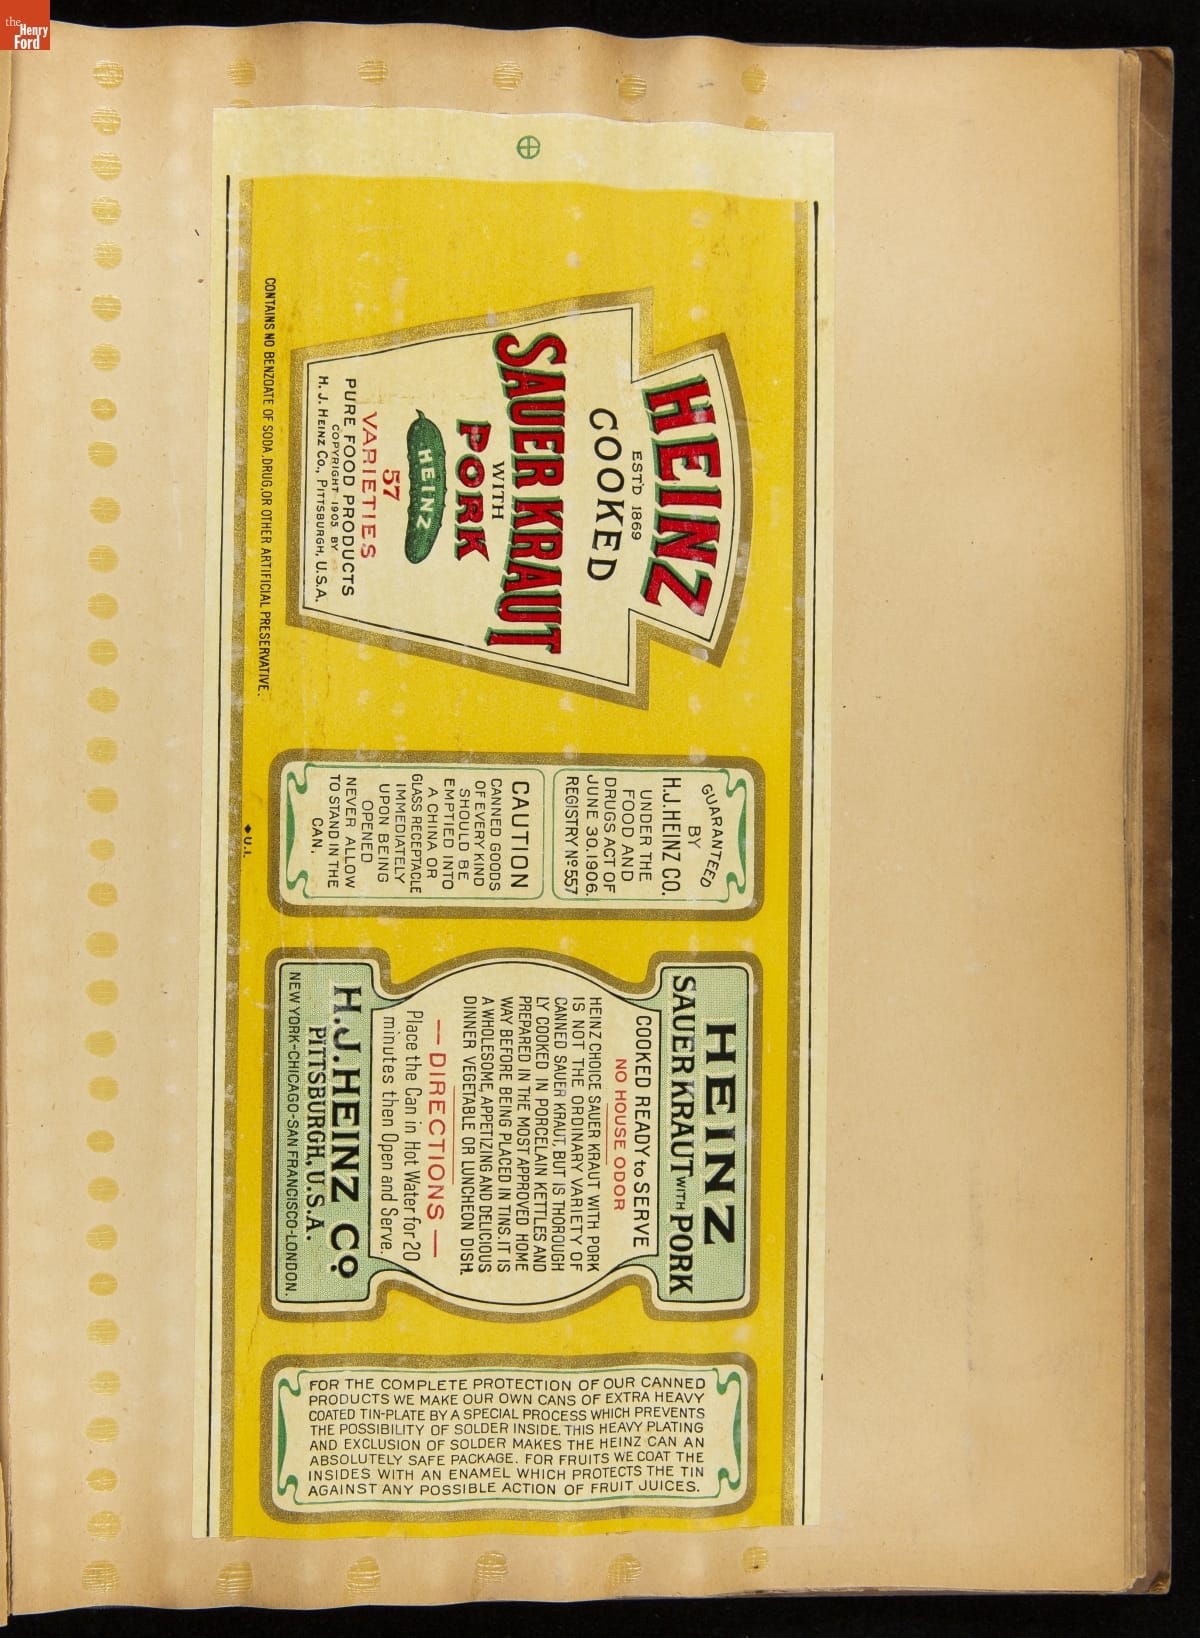 the
Henry
Ford
HEINZ
EST'D 1869
COOKED
SAUER KRAUT
WITH
PORK
HEINZ
57
VARIETIES
PURE FOOD PRODUCTS
COPYRIGHT 1903 BY
H. J. HEINZ CO., PITTSBURGH, U.S.A.
CONTAINS NO BENZOATE OF SODA, DRUG, OR OTHER ARTIFICIAL PRESERVATIVE.
GUARANTEED
BY
H.J. HEINZ CO.
UNDER THE
FOOD AND
DRUGS ACT OF
JUNE 30, 1906.
REGISTRY Nº 557
CAUTION
CANNED GOODS
OF EVERY KIND
SHOULD BE
EMPTIED INTO
A CHINA OR
GLASS RECEPTACLE
IMMEDIATELY
UPON BEING
OPENED
NEVER ALLOW
TO STAND IN THE
CAN.
U.I.
HEINZ
SAUER KRAUT WITH PORK
COOKED READY to SERVE
NO HOUSE ODOR
HEINZ CHOICE SAUER KRAUT WITH PORK
IS NOT THE ORDINARY VARIETY OF
CANNED SAUER KRAUT, BUT IS THOROUGH
LY COOKED IN PORCELAIN KETTLES AND
PREPARED IN THE MOST APPROVED HOME
WAY BEFORE BEING PLACED IN TINS. IT IS
A WHOLESOME, APPETIZING AND DELICIOUS
DINNER VEGETABLE OR LUNCHEON DISH.
— DIRECTIONS —
Place the Can in Hot Water for 20
minutes then Open and Serve.
H.J. HEINZ CO.
PITTSBURGH, U.S.A.
NEW YORK-CHICAGO-SAN FRANCISCO-LONDON.
FOR THE COMPLETE PROTECTION OF OUR CANNED
PRODUCTS WE MAKE OUR OWN CANS OF EXTRA HEAVY
COATED TIN-PLATE BY A SPECIAL PROCESS WHICH PREVENTS
THE POSSIBILITY OF SOLDER INSIDE. THIS HEAVY PLATING
AND EXCLUSION OF SOLDER MAKES THE HEINZ CAN AN
ABSOLUTELY SAFE PACKAGE. FOR FRUITS WE COAT THE
INSIDES WITH AN ENAMEL WHICH PROTECTS THE TIN
AGAINST ANY POSSIBLE ACTION OF FRUIT JUICES.